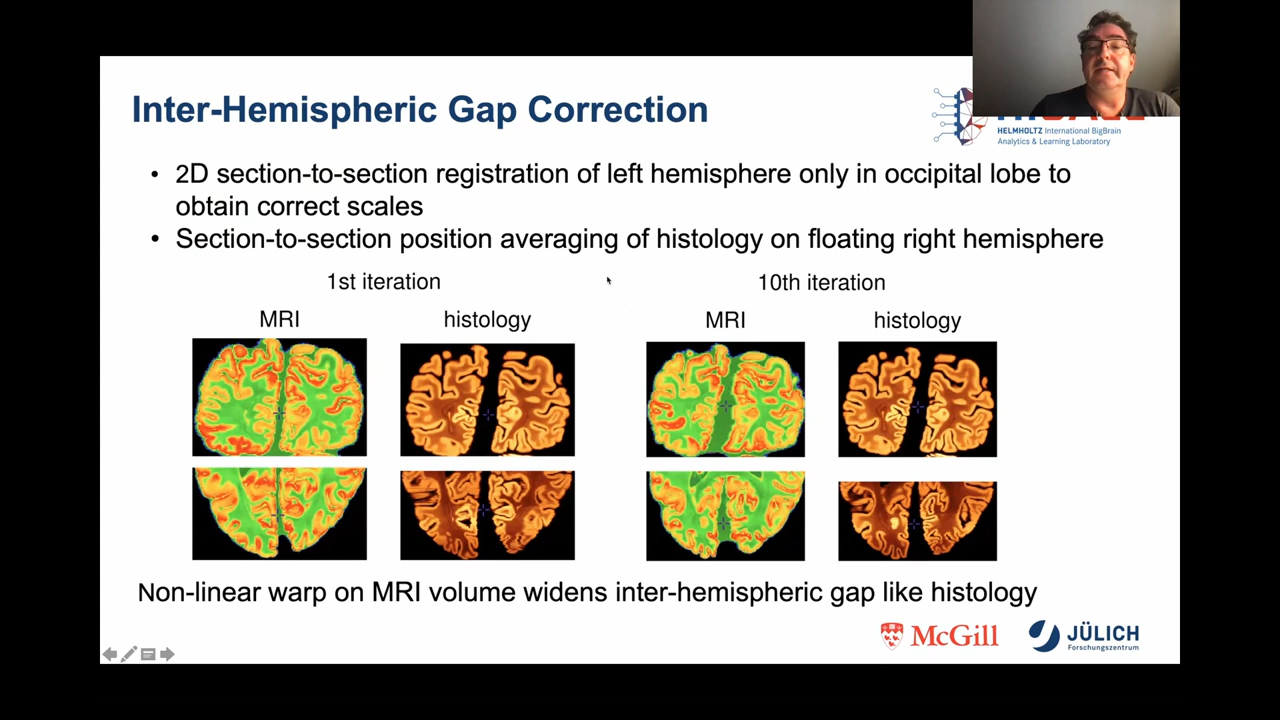 Inter-Hemispheric Gap Correction
HELMHOLTZ International BigBrain
Analytics & Learning Laboratory
• 2D section-to-section registration of left hemisphere only in occipital lobe to
obtain correct scales
• Section-to-section position averaging of histology on floating right hemisphere
1st iteration
10th iteration
MRI
histology
MRI
histology
Non-linear warp on MRI volume widens inter-hemispheric gap like histology
McGill
JÜLICH
Forschungszentrum